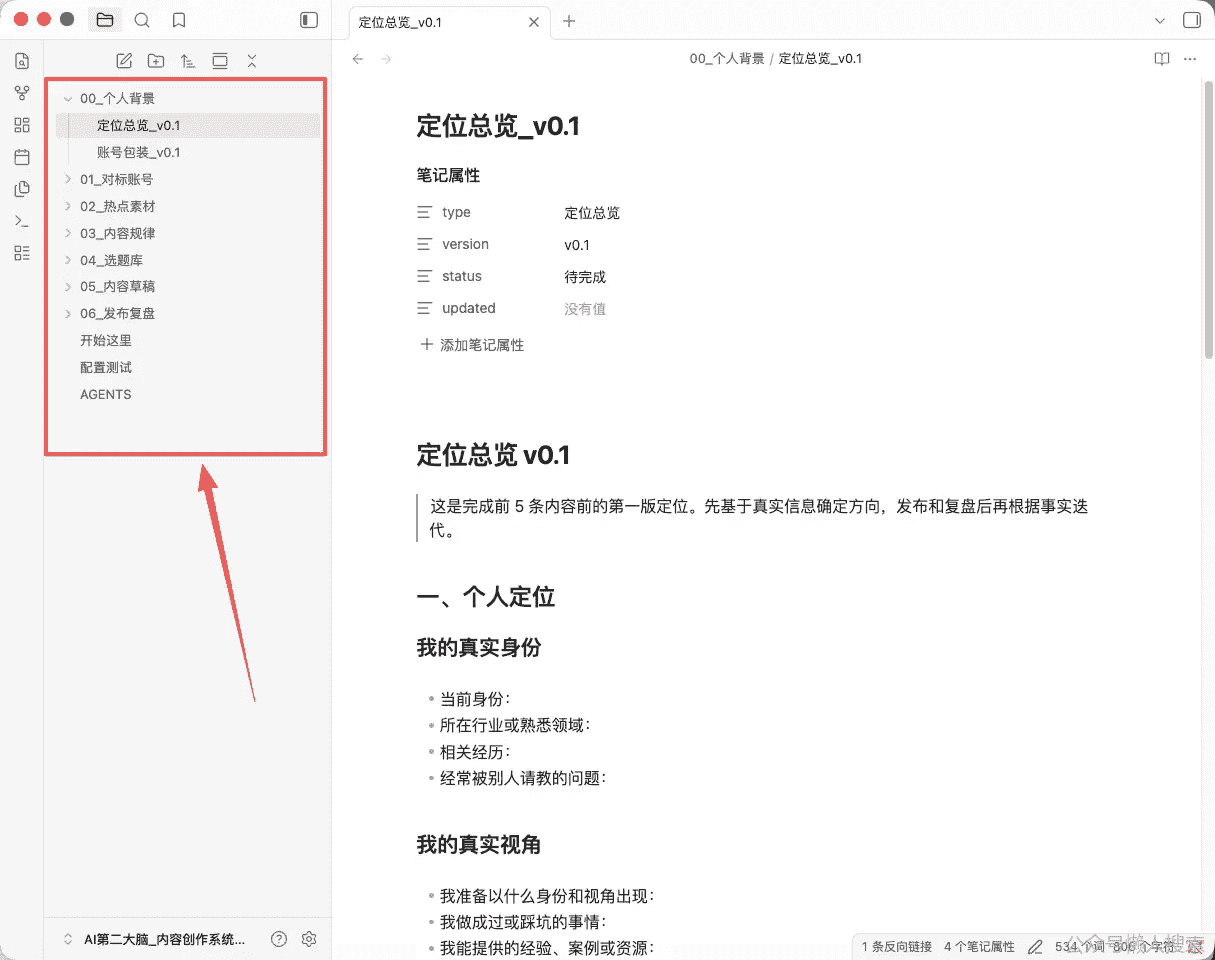 定位总览_v0.1
00_个人背景 / 定位总览_v0.1
00_个人背景
定位总览_v0.1
账号包装_v0.1
01_对标账号
02_热点素材
03_内容规律
04_选题库
05_内容草稿
06_发布复盘
开始这里
配置测试
AGENTS
AI第二大脑_内容创作系统...
定位总览_v0.1
笔记属性
type 定位总览
version v0.1
status 待完成
updated 没有值
添加笔记属性
定位总览 v0.1
这是完成前 5 条内容前的第一版定位。先基于真实信息确定方向，发布和复盘后再根据事实迭
代。
一、个人定位
我的真实身份
当前身份：
所在行业或熟悉领域：
相关经历：
经常被别人请教的问题：
我的真实视角
我准备以什么身份和视角出现：
我做成过或踩坑的事情：
我能提供的经验、案例或资源：
1 条反向链接 4 个笔记属性 534 个词 806 个字符
公众号懒人搜索